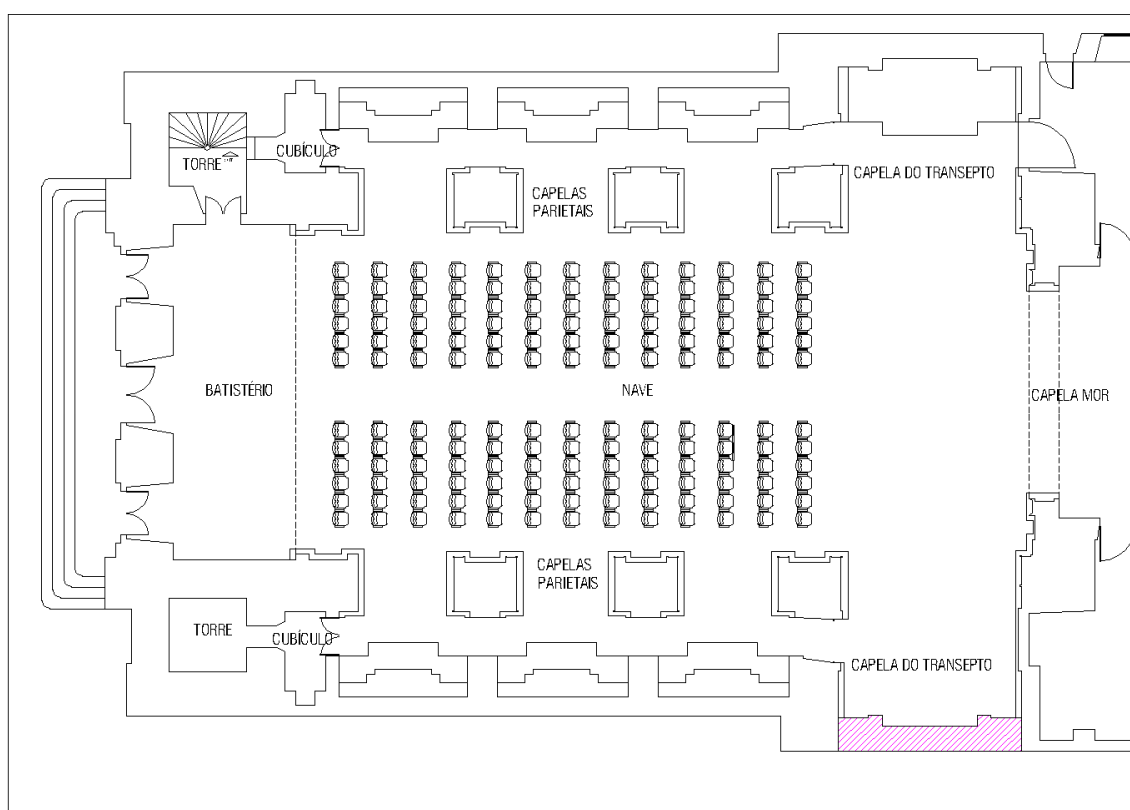 CUBÍCULO
TORRE
CAPELA DO TRANSEPTO
CAPELAS
PARIETAIS
BATISTÉRIO
NAVE
CAPELA MOR
CAPELAS
PARIETAIS
TORRE
CUBÍCULO
CAPELA DO TRANSEPTO